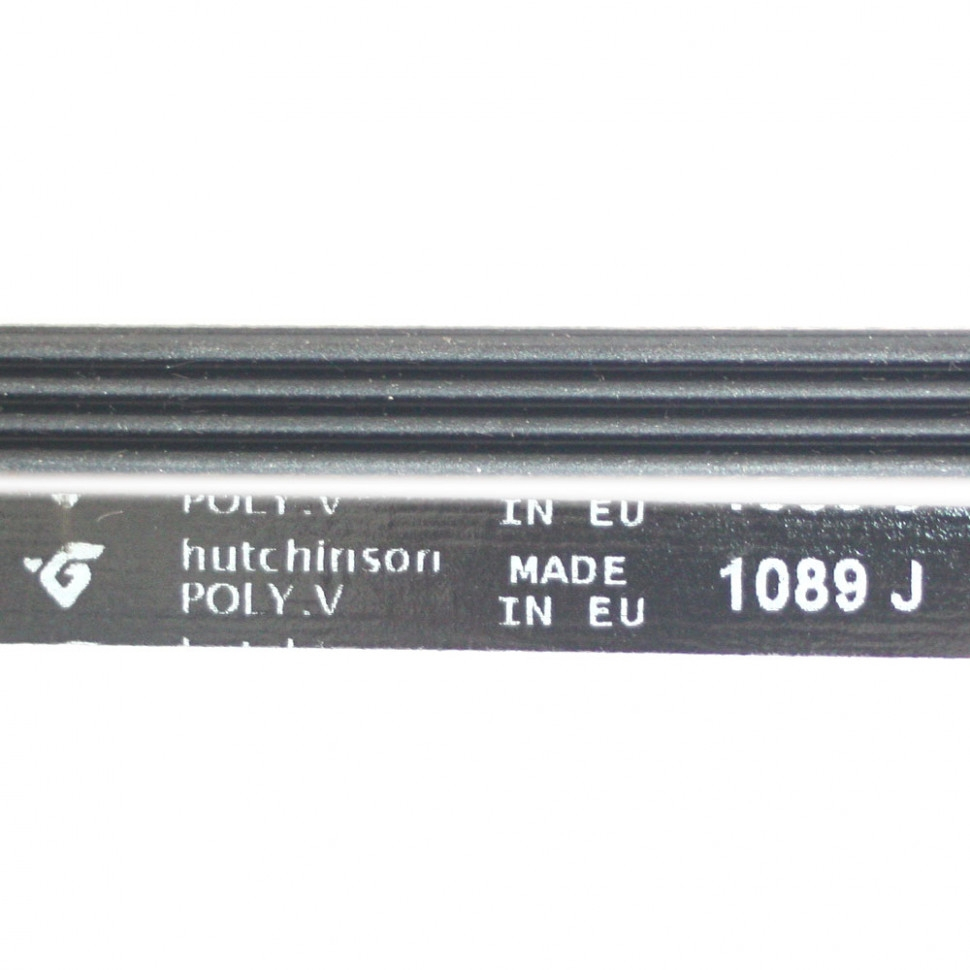 POLY.V IN EU
hutchinson MADE 1089 J
POLY.V IN EU